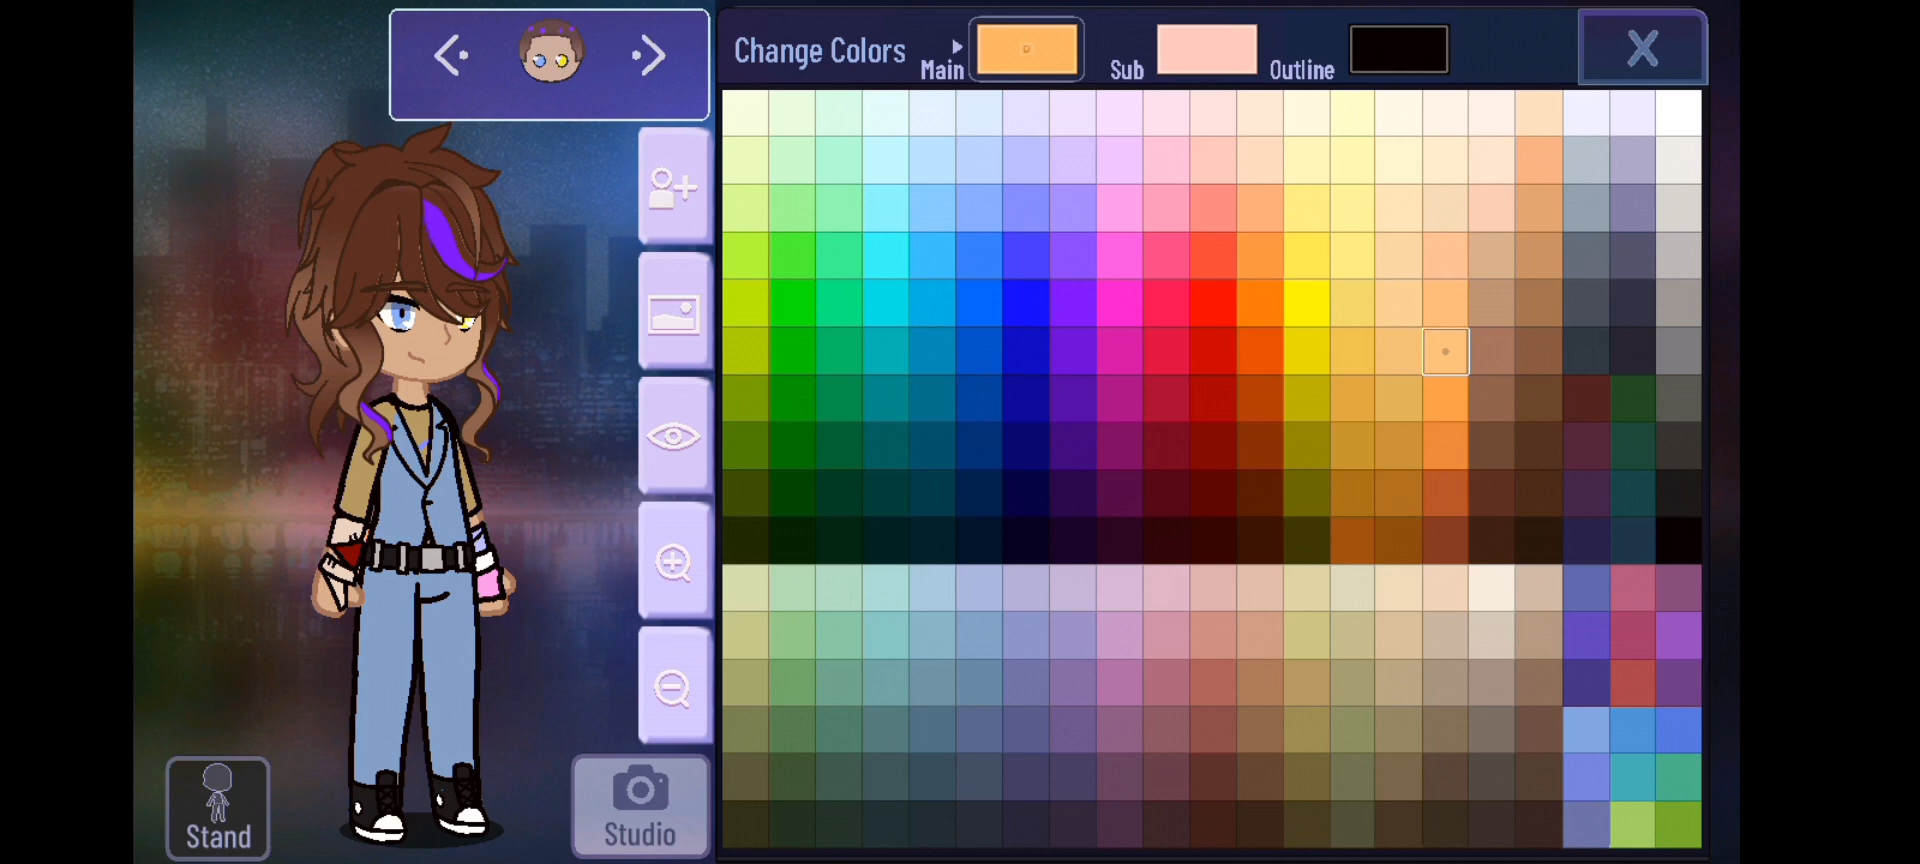 Change Colors
Main
Sub
Outline
X
Stand
Studio